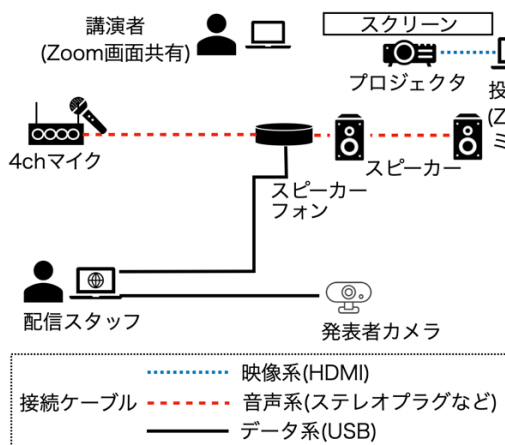 講演者
(Zoom画面共有)
スクリーン
プロジェクタ
投
(Z
ミ
4chマイク
スピーカー
フォン
スピーカー
配信スタッフ
発表者カメラ
接続ケーブル
映像系(HDMI)
音声系(ステレオプラグなど)
データ系(USB)